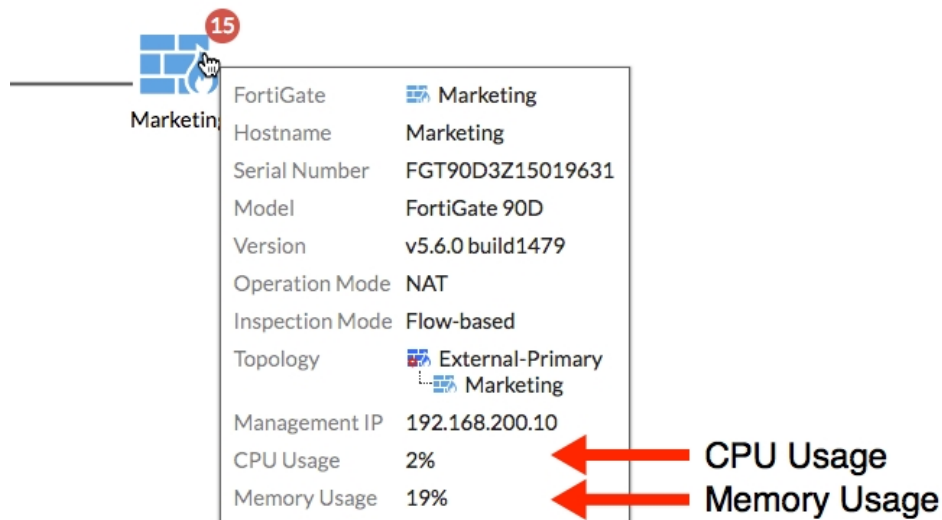 15
Marketing
FortiGate Marketing
Hostname Marketing
Serial Number FGT90D3Z15019631
Model FortiGate 90D
Version v5.6.0 build1479
Operation Mode NAT
Inspection Mode Flow-based
Topology External-Primary
Marketing
Management IP 192.168.200.10
CPU Usage 2% CPU Usage
Memory Usage 19% Memory Usage